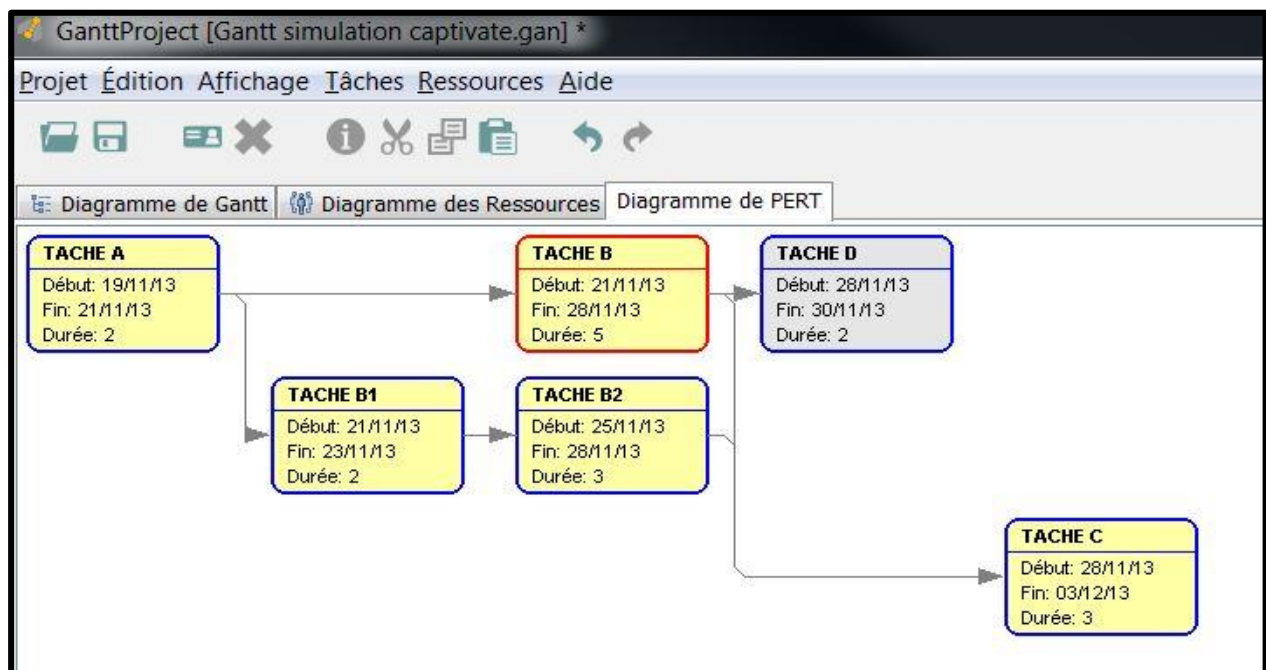 GanttProject [Gantt simulation captivate.gan] *
Projet Édition Affichage Tâches Ressources Aide
Diagramme de Gantt Diagramme des Ressources Diagramme de PERT
TACHE A
Début: 19/11/13
Fin: 21/11/13
Durée: 2
TACHE B
Début: 21/11/13
Fin: 28/11/13
Durée: 5
TACHE D
Début: 28/11/13
Fin: 30/11/13
Durée: 2
TACHE B1
Début: 21/11/13
Fin: 23/11/13
Durée: 2
TACHE B2
Début: 25/11/13
Fin: 28/11/13
Durée: 3
TACHE C
Début: 28/11/13
Fin: 03/12/13
Durée: 3